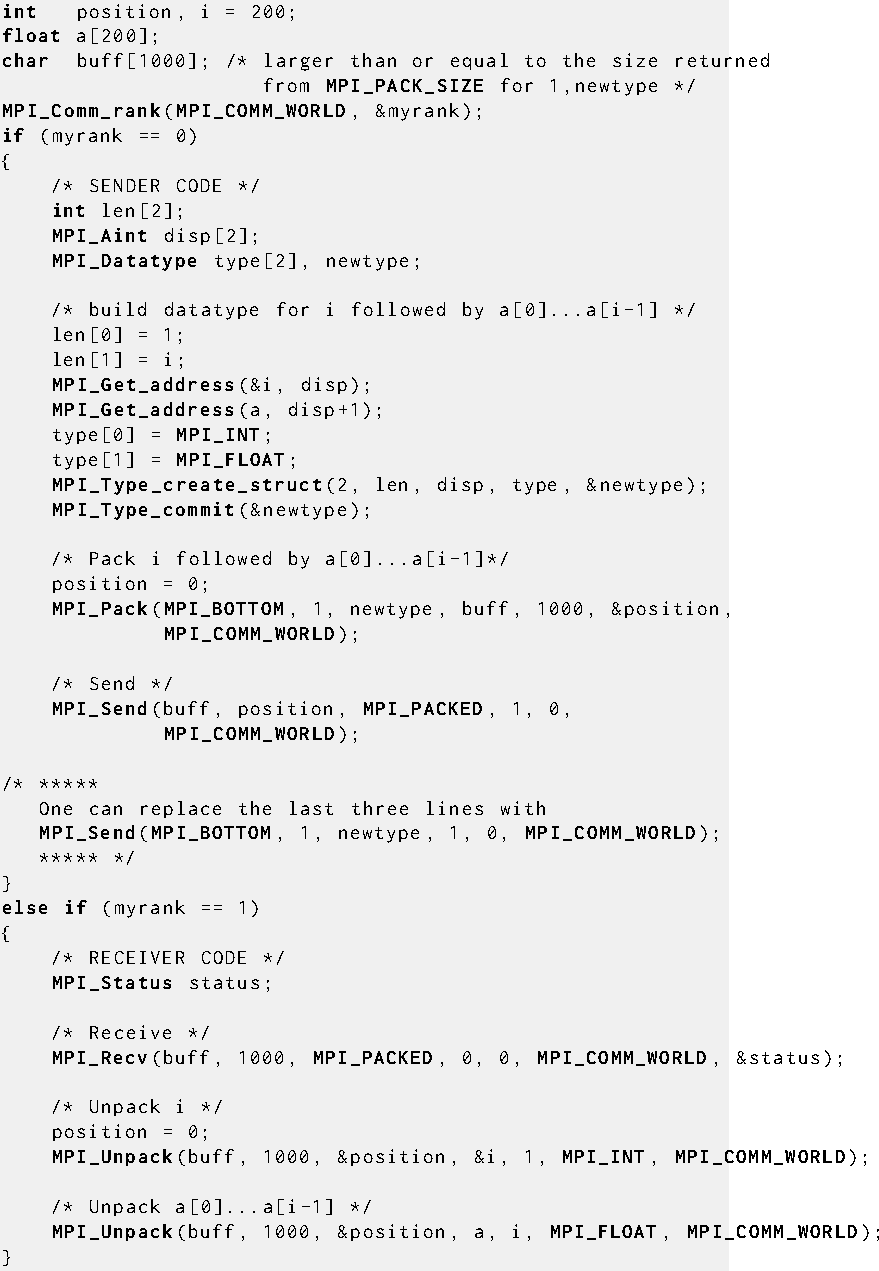 int   position, i = 200;
float a[200];
char  buff[1000]; /* larger than or equal to the size returned
                     from MPI_PACK_SIZE for 1,newtype */
MPI_Comm_rank(MPI_COMM_WORLD, &myrank);
if (myrank == 0)
{
    /* SENDER CODE */
    int len[2];
    MPI_Aint disp[2];
    MPI_Datatype type[2], newtype;

    /* build datatype for i followed by a[0]...a[i-1] */
    len[0] = 1;
    len[1] = i;
    MPI_Get_address(&i, disp);
    MPI_Get_address(a, disp+1);
    type[0] = MPI_INT;
    type[1] = MPI_FLOAT;
    MPI_Type_create_struct(2, len, disp, type, &newtype);
    MPI_Type_commit(&newtype);

    /* Pack i followed by a[0]...a[i-1]*/
    position = 0;
    MPI_Pack(MPI_BOTTOM, 1, newtype, buff, 1000, &position,
             MPI_COMM_WORLD);

    /* Send */
    MPI_Send(buff, position, MPI_PACKED, 1, 0,
             MPI_COMM_WORLD);

/* *****
   One can replace the last three lines with
   MPI_Send(MPI_BOTTOM, 1, newtype, 1, 0, MPI_COMM_WORLD);
   ***** */
}
else if (myrank == 1)
{
    /* RECEIVER CODE */
    MPI_Status status;

    /* Receive */
    MPI_Recv(buff, 1000, MPI_PACKED, 0, 0, MPI_COMM_WORLD, &status);

    /* Unpack i */
    position = 0;
    MPI_Unpack(buff, 1000, &position, &i, 1, MPI_INT, MPI_COMM_WORLD);

    /* Unpack a[0]...a[i-1] */
    MPI_Unpack(buff, 1000, &position, a, i, MPI_FLOAT, MPI_COMM_WORLD);
}